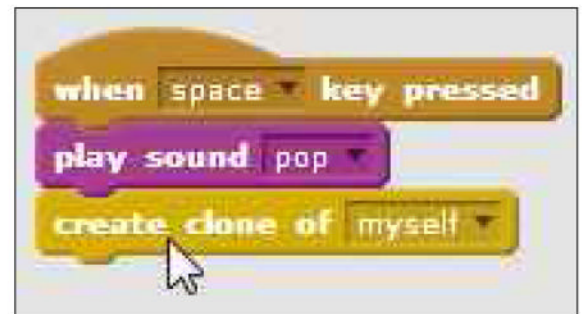 when space key pressed
play sound pop
create clone of myself